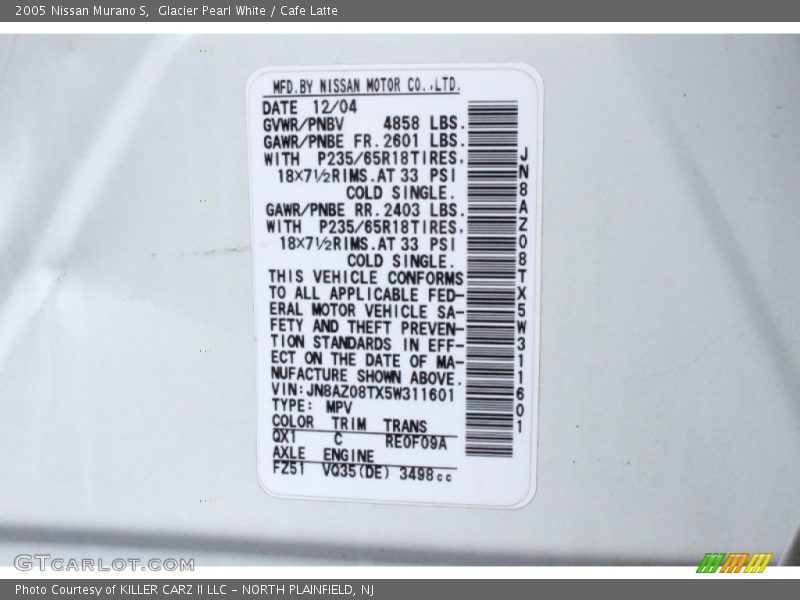 2005 Nissan Murano S,  Glacier Pearl White / Cafe Latte
MFD.BY NISSAN MOTOR CO.,LTD.
DATE 12/04
GVWR/PNBV 4858 LBS.
GAWR/PNBE FR.2601 LBS.
WITH P235/65R18TIRES,
18×7½RIMS.AT 33 PSI
COLD SINGLE.
GAWR/PNBE RR.2403 LBS.
WITH P235/65R18TIRES,
18×7½RIMS.AT 33 PSI
COLD SINGLE.
THIS VEHICLE CONFORMS
TO ALL APPLICABLE FED-
ERAL MOTOR VEHICLE SA-
FETY AND THEFT PREVEN-
TION STANDARDS IN EFF-
ECT ON THE DATE OF MA-
NUFACTURE SHOWN ABOVE.
VIN:JN8AZ08TX5W311601
TYPE: MPV
COLOR TRIM TRANS
QX1 C RE0F09A
AXLE ENGINE
FZ51 VQ35(DE) 3498cc
JN8AZ08TX5W311601
GTCarLot.com
Photo Courtesy of KILLER CARZ II LLC - NORTH PLAINFIELD, NJ